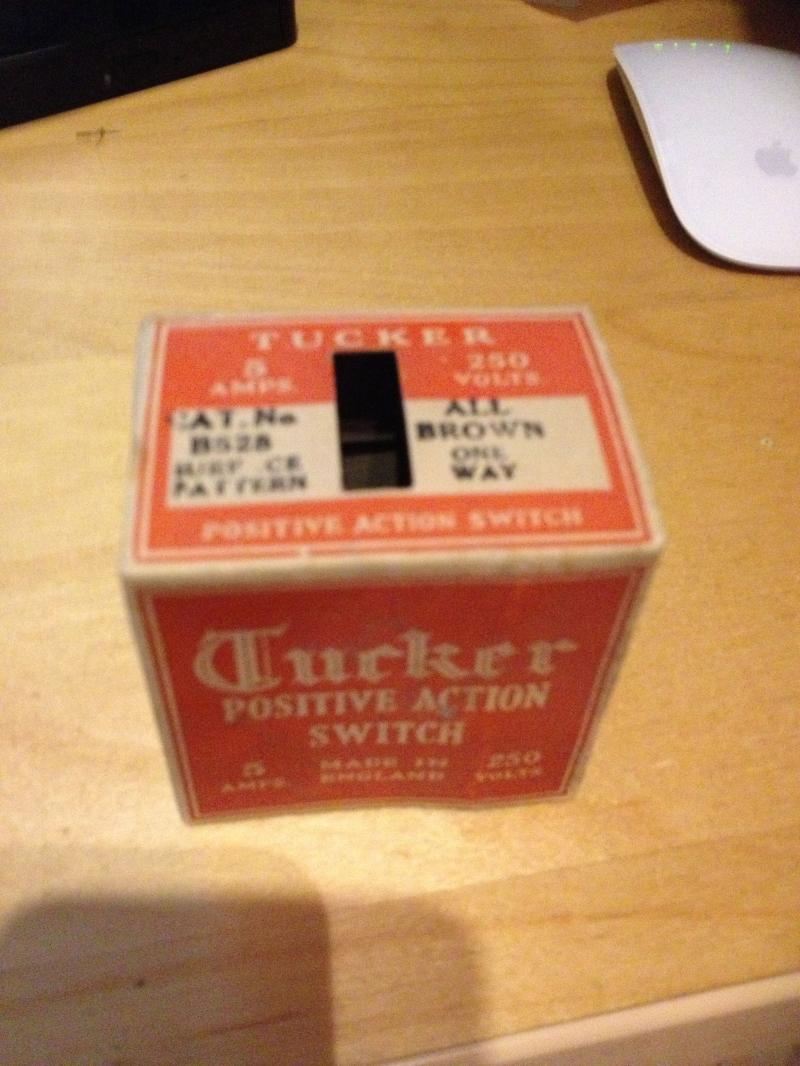 TUCKER
5 AMPS.
250 VOLTS.
CAT. No
BS28
PATTERN
ALL
BROWN
ONE
WAY
POSITIVE ACTION SWITCH
Tucker
POSITIVE ACTION
SWITCH
5 AMPS.
MADE IN ENGLAND
250 VOLTS